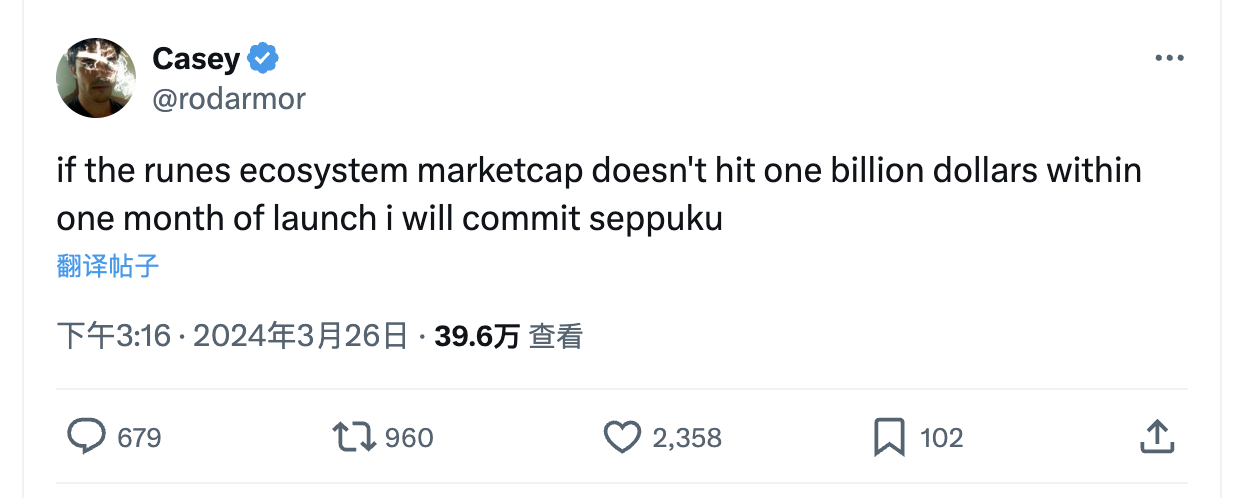 Casey
@rodarmor
if the runes ecosystem marketcap doesn't hit one billion dollars within
one month of launch i will commit seppuku
翻译帖子
下午3:16 · 2024年3月26日 · 39.6万 查看
679 960 2,358 102